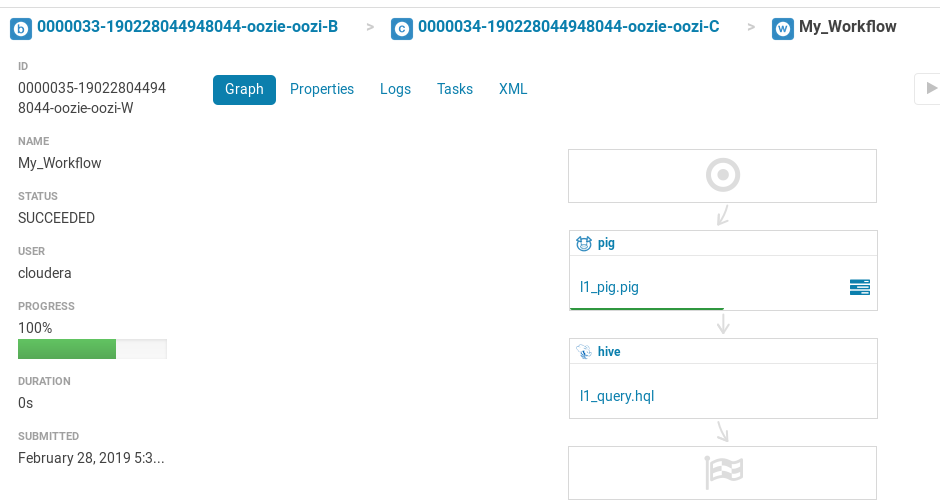 b 0000033-190228044948044-oozie-oozi-B > c 0000034-190228044948044-oozie-oozi-C > w My_Workflow
ID
0000035-19022804494
8044-oozie-oozi-W
Graph Properties Logs Tasks XML
NAME
My_Workflow
STATUS
SUCCEEDED
USER
cloudera
PROGRESS
100%
DURATION
0s
SUBMITTED
February 28, 2019 5:3...
pig
l1_pig.pig
hive
l1_query.hql